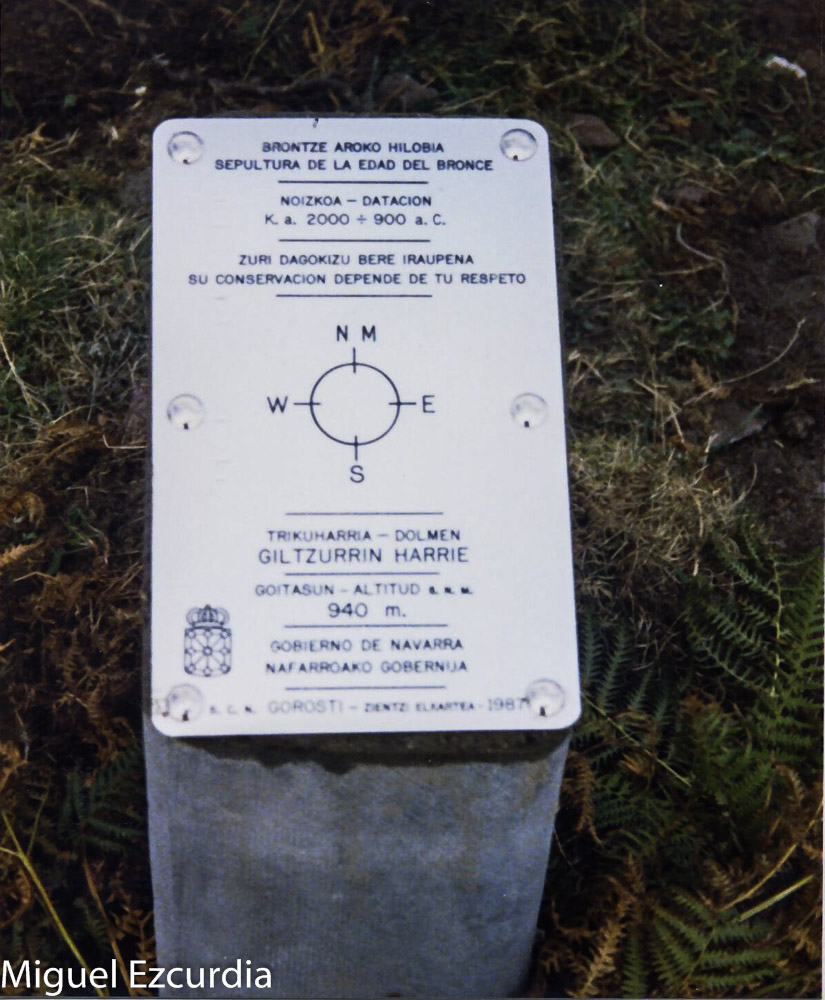 BRONTZE AROKO HILOBIA
SEPULTURA DE LA EDAD DEL BRONCE
NOIZKOA - DATACION
K. a. 2000 ÷ 900 a. C.
ZURI DAGOKIZU BERE IRAUPENA
SU CONSERVACION DEPENDE DE TU RESPETO
N M
W E
S
TRIKUHARRIA - DOLMEN
GILTZURRIN HARRIE
GOITASUN - ALTITUD S. N. M.
940 m.
GOBIERNO DE NAVARRA
NAFARROAKO GOBERNUA
S. C. N. GOROSTI - ZIENTZI ELKARTEA - 1987
Miguel Ezcurdia